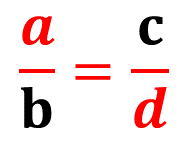 a/b = c/d